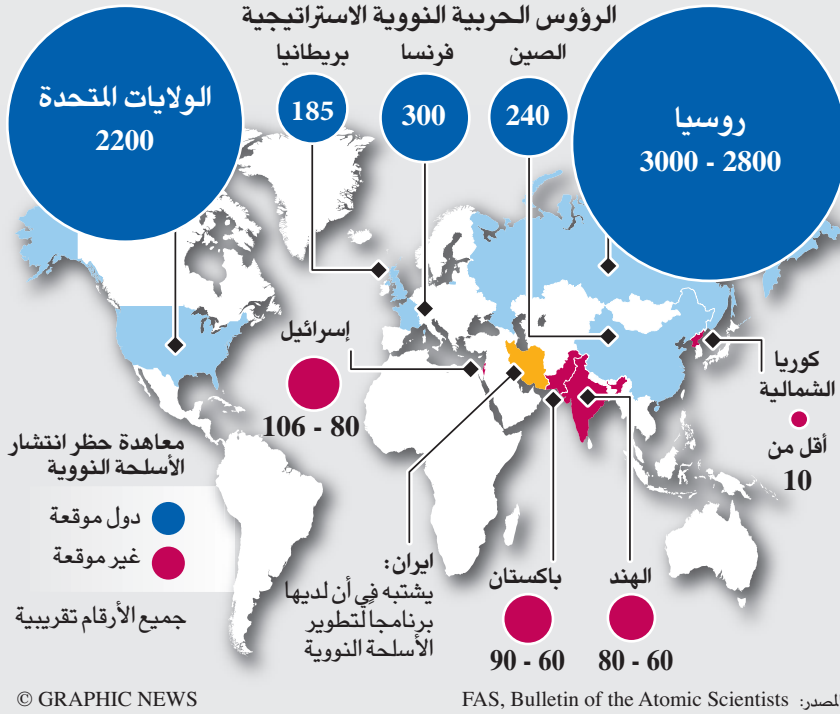 الرؤوس الحربية النووية الاستراتيجية
روسيا
2800 - 3000
الصين
240
فرنسا
300
بريطانيا
185
الولايات المتحدة
2200
إسرائيل
80 - 106
كوريا
الشمالية
أقل من
10
معاهدة حظر انتشار
الأسلحة النووية
دول موقعة
غير موقعة
جميع الأرقام تقريبية
ايران:
يشتبه في أن لديها
برنامجا لتطوير
الأسلحة النووية
باكستان
60 - 90
الهند
60 - 80
المصدر: FAS, Bulletin of the Atomic Scientists
© GRAPHIC NEWS